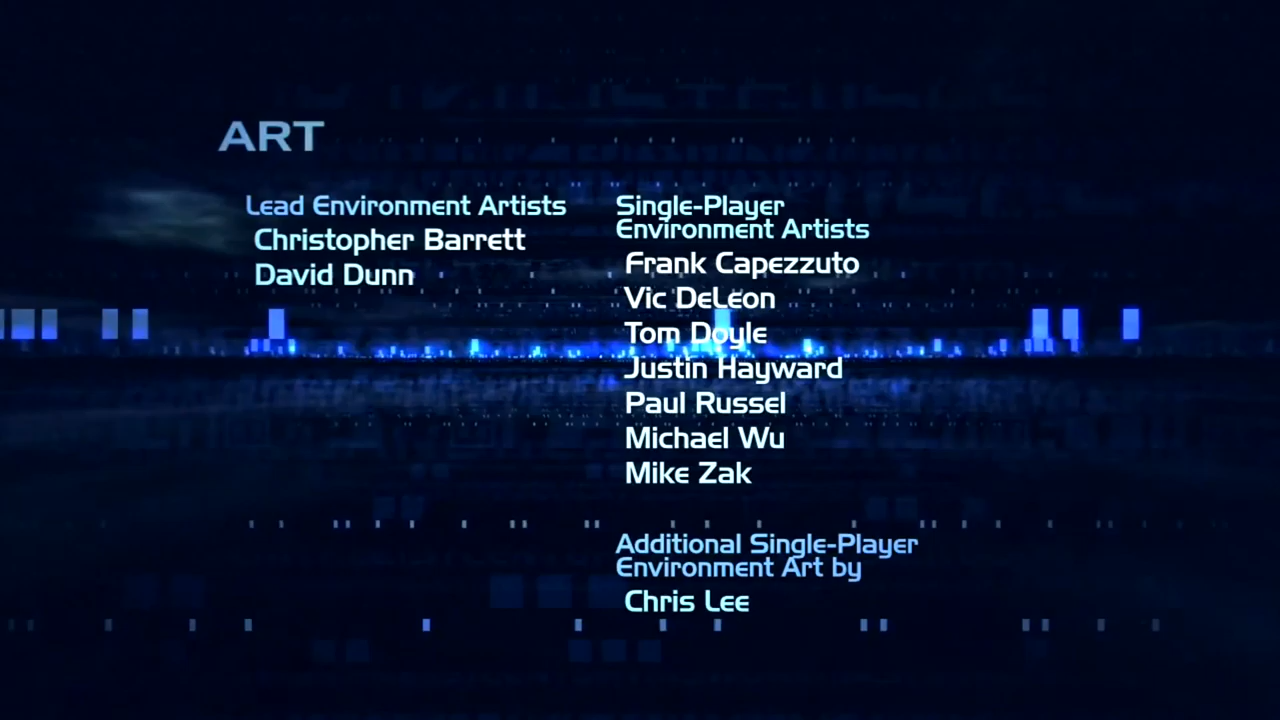 ART
Lead Environment Artists
Christopher Barrett
David Dunn
Single-Player
Environment Artists
Frank Capezzuto
Vic DeLeon
Tom Doyle
Justin Hayward
Paul Russel
Michael Wu
Mike Zak
Additional Single-Player
Environment Art by
Chris Lee